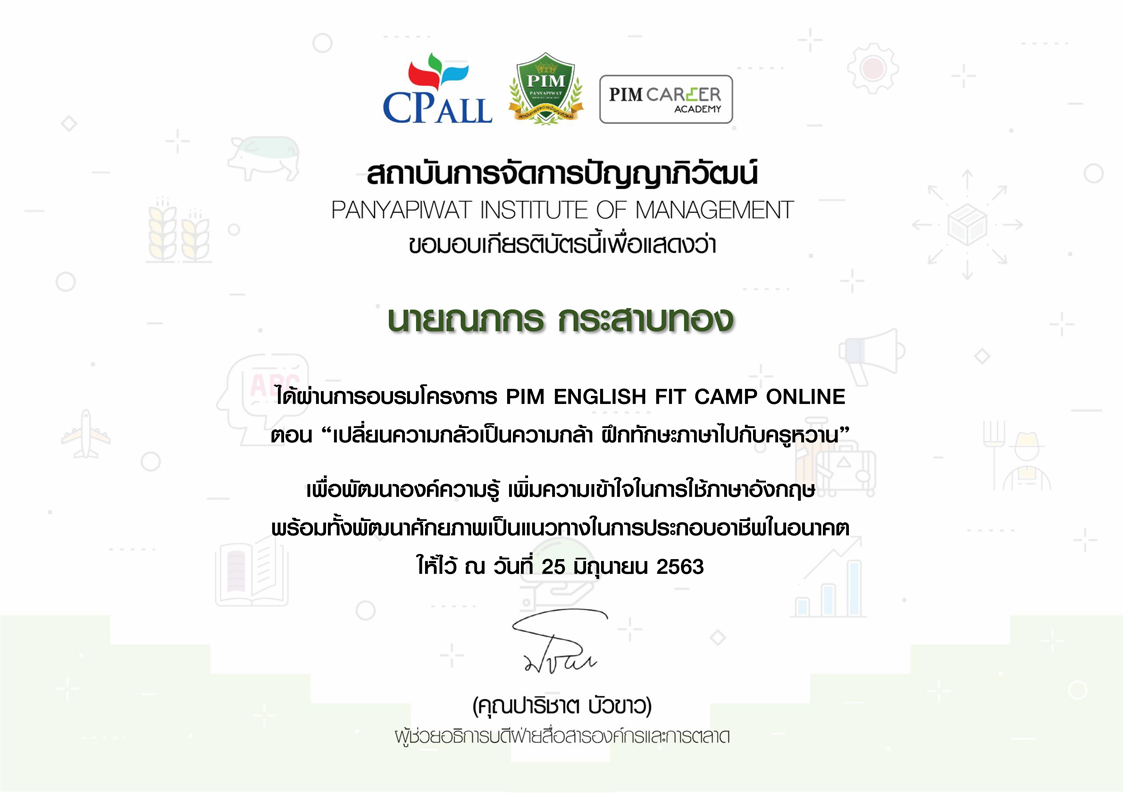 CPALL
PIM
PANYAPIWAT
PIM CAREER
ACADEMY
สถาบันการจัดการปัญญาภิวัฒน์
PANYAPIWAT INSTITUTE OF MANAGEMENT
ขอมอบเกียรติบัตรนี้เพื่อแสดงว่า
นายณภกร กระสาบทอง
ABC
ได้ผ่านการอบรมโครงการ PIM ENGLISH FIT CAMP ONLINE
ตอน “เปลี่ยนความกลัวเป็นความกล้า ฝึกทักษะภาษาไปกับครูหวาน”
เพื่อพัฒนาองค์ความรู้ เพิ่มความเข้าใจในการใช้ภาษาอังกฤษ
พร้อมทั้งพัฒนาศักยภาพเป็นแนวทางในการประกอบอาชีพในอนาคต
ให้ไว้ ณ วันที่ 25 มิถุนายน 2563
(คุณปาริชาต บัวขาว)
ผู้ช่วยอธิการบดีฝ่ายสื่อสารองค์กรและการตลาด